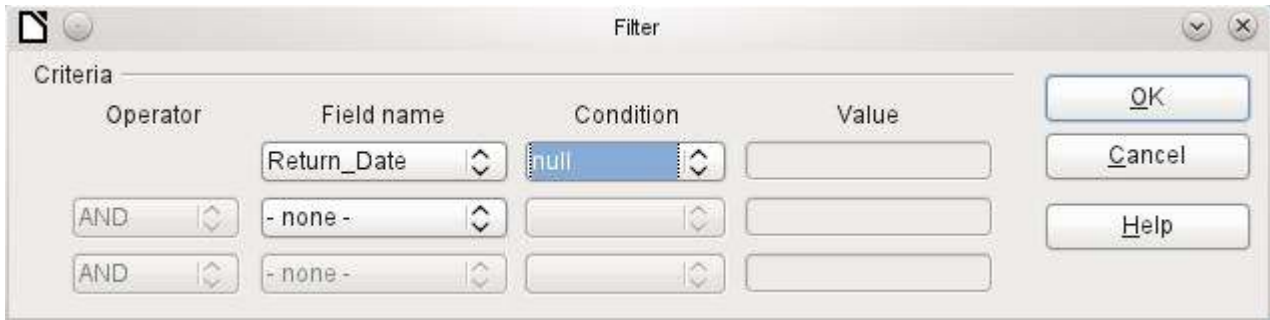 Filter
Criteria
Operator Field name Condition Value
Return_Date null
AND - none -
AND - none -
OK
Cancel
Help